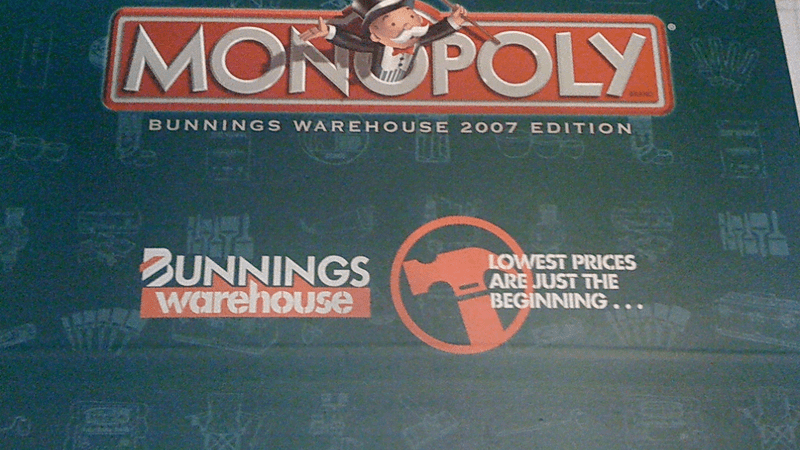 MONOPOLY
BUNNINGS WAREHOUSE 2007 EDITION
BUNNINGS
warehouse
LOWEST PRICES
ARE JUST THE
BEGINNING...